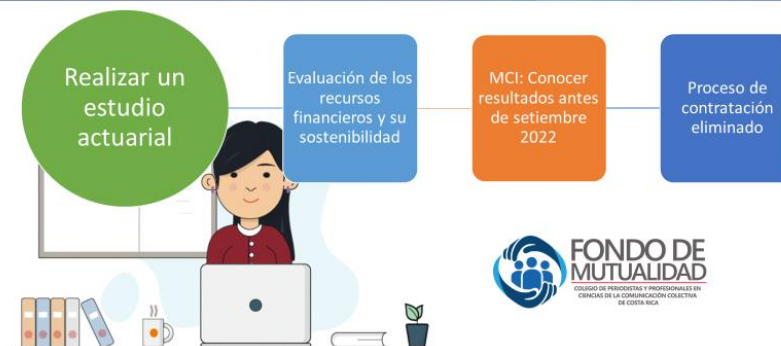 Realizar un
estudio
actuarial
Evaluación de los
recursos
financieros y su
sostenibilidad
MCI: Conocer
resultados antes
de setiembre
2022
Proceso de
contratación
eliminado
FONDO DE
MUTUALIDAD
COLEGIO DE PERIODISTAS Y PROFESIONALES EN
CIENCIAS DE LA COMUNICACIÓN COLECTIVA
DE COSTA RICA